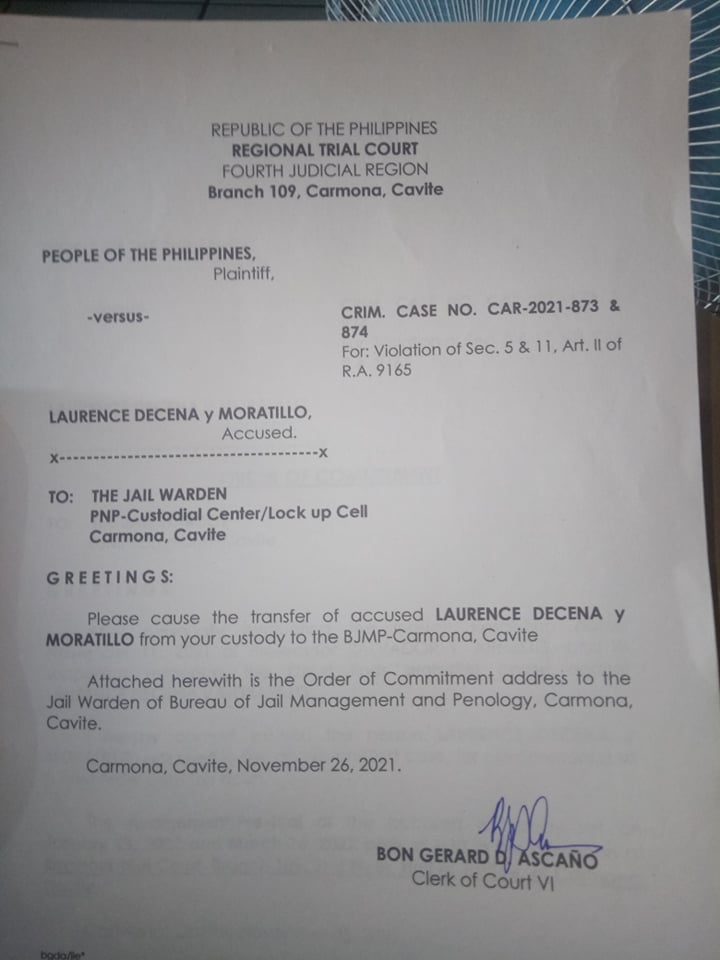 REPUBLIC OF THE PHILIPPINES
REGIONAL TRIAL COURT
FOURTH JUDICIAL REGION
Branch 109, Carmona, Cavite
PEOPLE OF THE PHILIPPINES,
Plaintiff,
-versus-
CRIM. CASE NO. CAR-2021-873 &
874
For: Violation of Sec. 5 & 11, Art. II of
R.A. 9165
LAURENCE DECENA y MORATILLO,
Accused.
x-------------------------------------x
TO: THE JAIL WARDEN
PNP-Custodial Center/Lock up Cell
Carmona, Cavite
G R E E T I N G S:
Please cause the transfer of accused LAURENCE DECENA y
MORATILLO from your custody to the BJMP-Carmona, Cavite
Attached herewith is the Order of Commitment address to the
Jail Warden of Bureau of Jail Management and Penology, Carmona,
Cavite.
Carmona, Cavite, November 26, 2021.
BON GERARD D. ASCAÑO
Clerk of Court VI